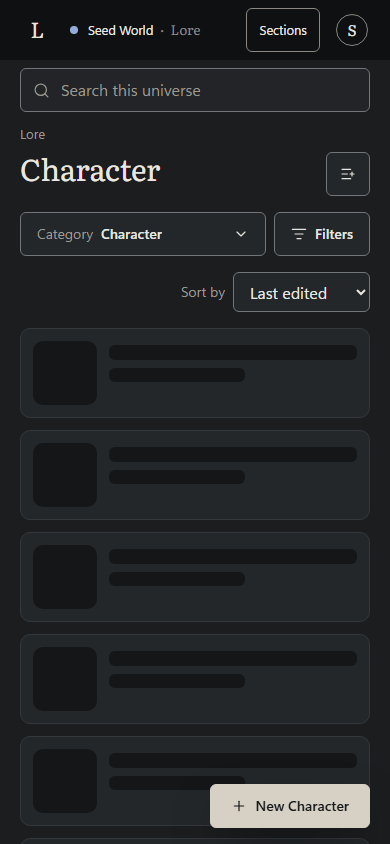 L Seed World · Lore Sections S
Search this universe
Lore
Character
Category Character Filters
Sort by Last edited
New Character